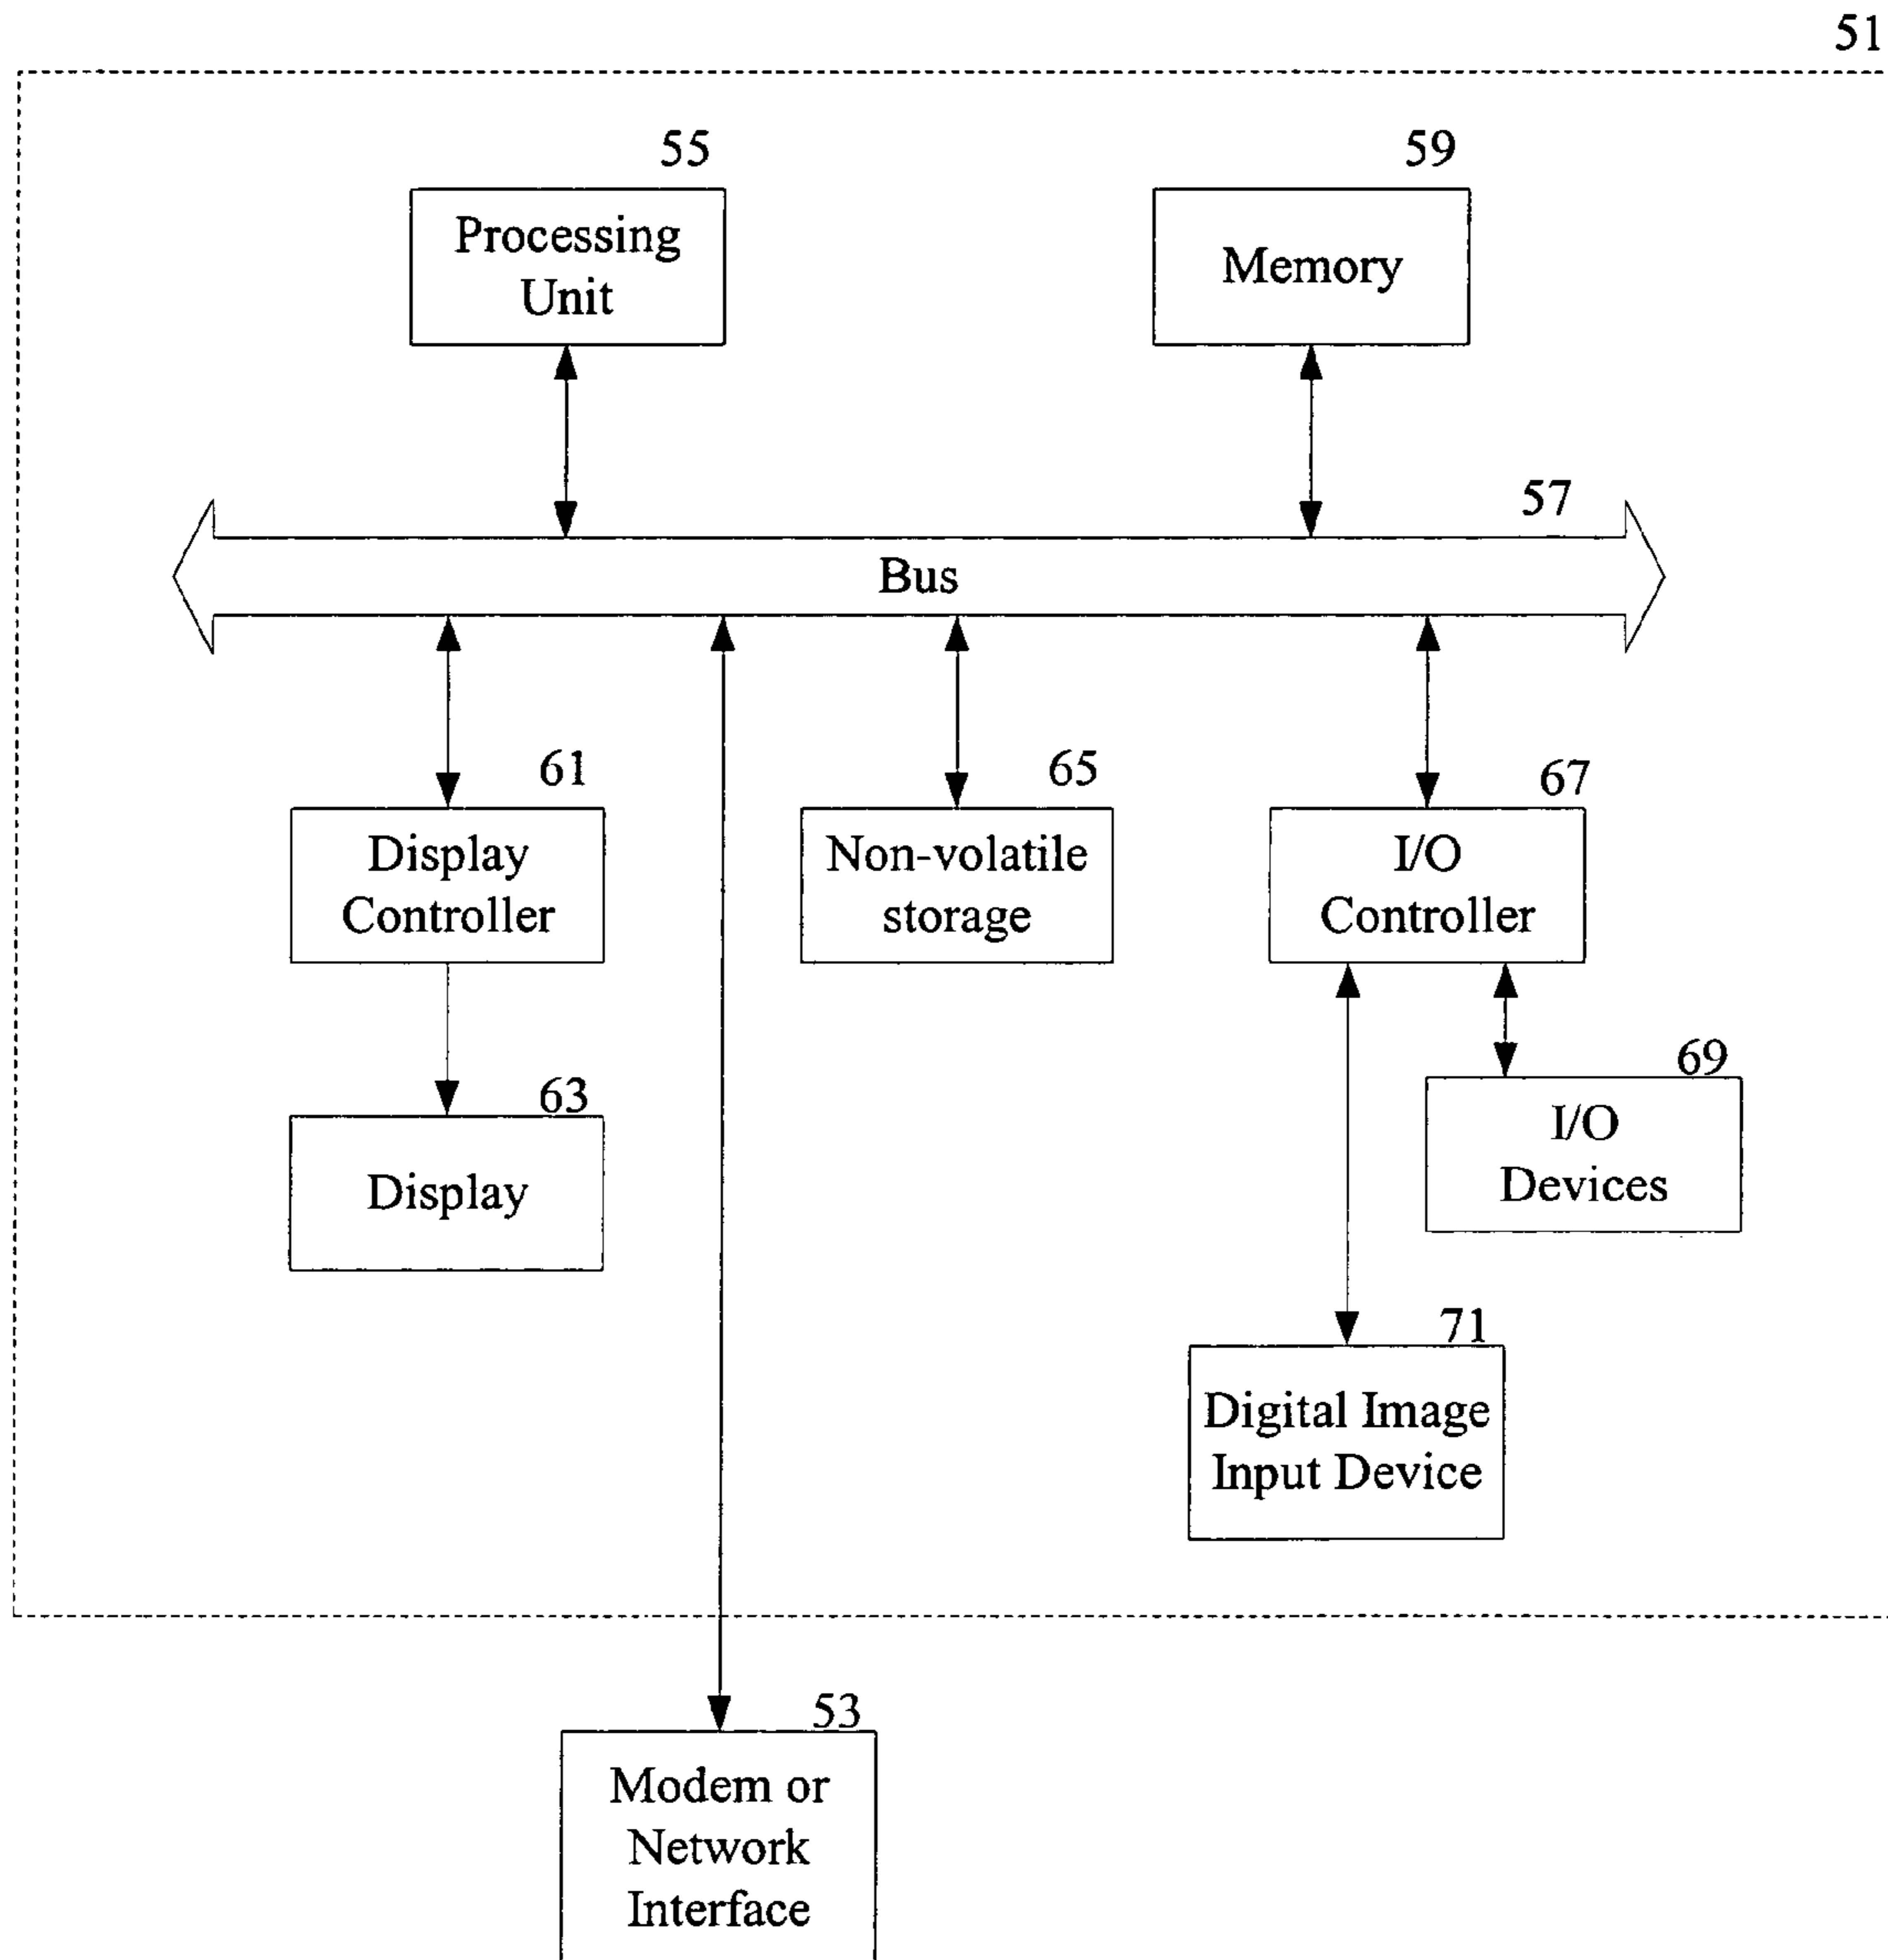 51
55
59
Processing
Unit
Memory
57
Bus
61
65
67
Display
Controller
Non-volatile
storage
I/O
Controller
69
63
I/O
Devices
Display
71
Digital Image
Input Device
53
Modem or
Network
Interface